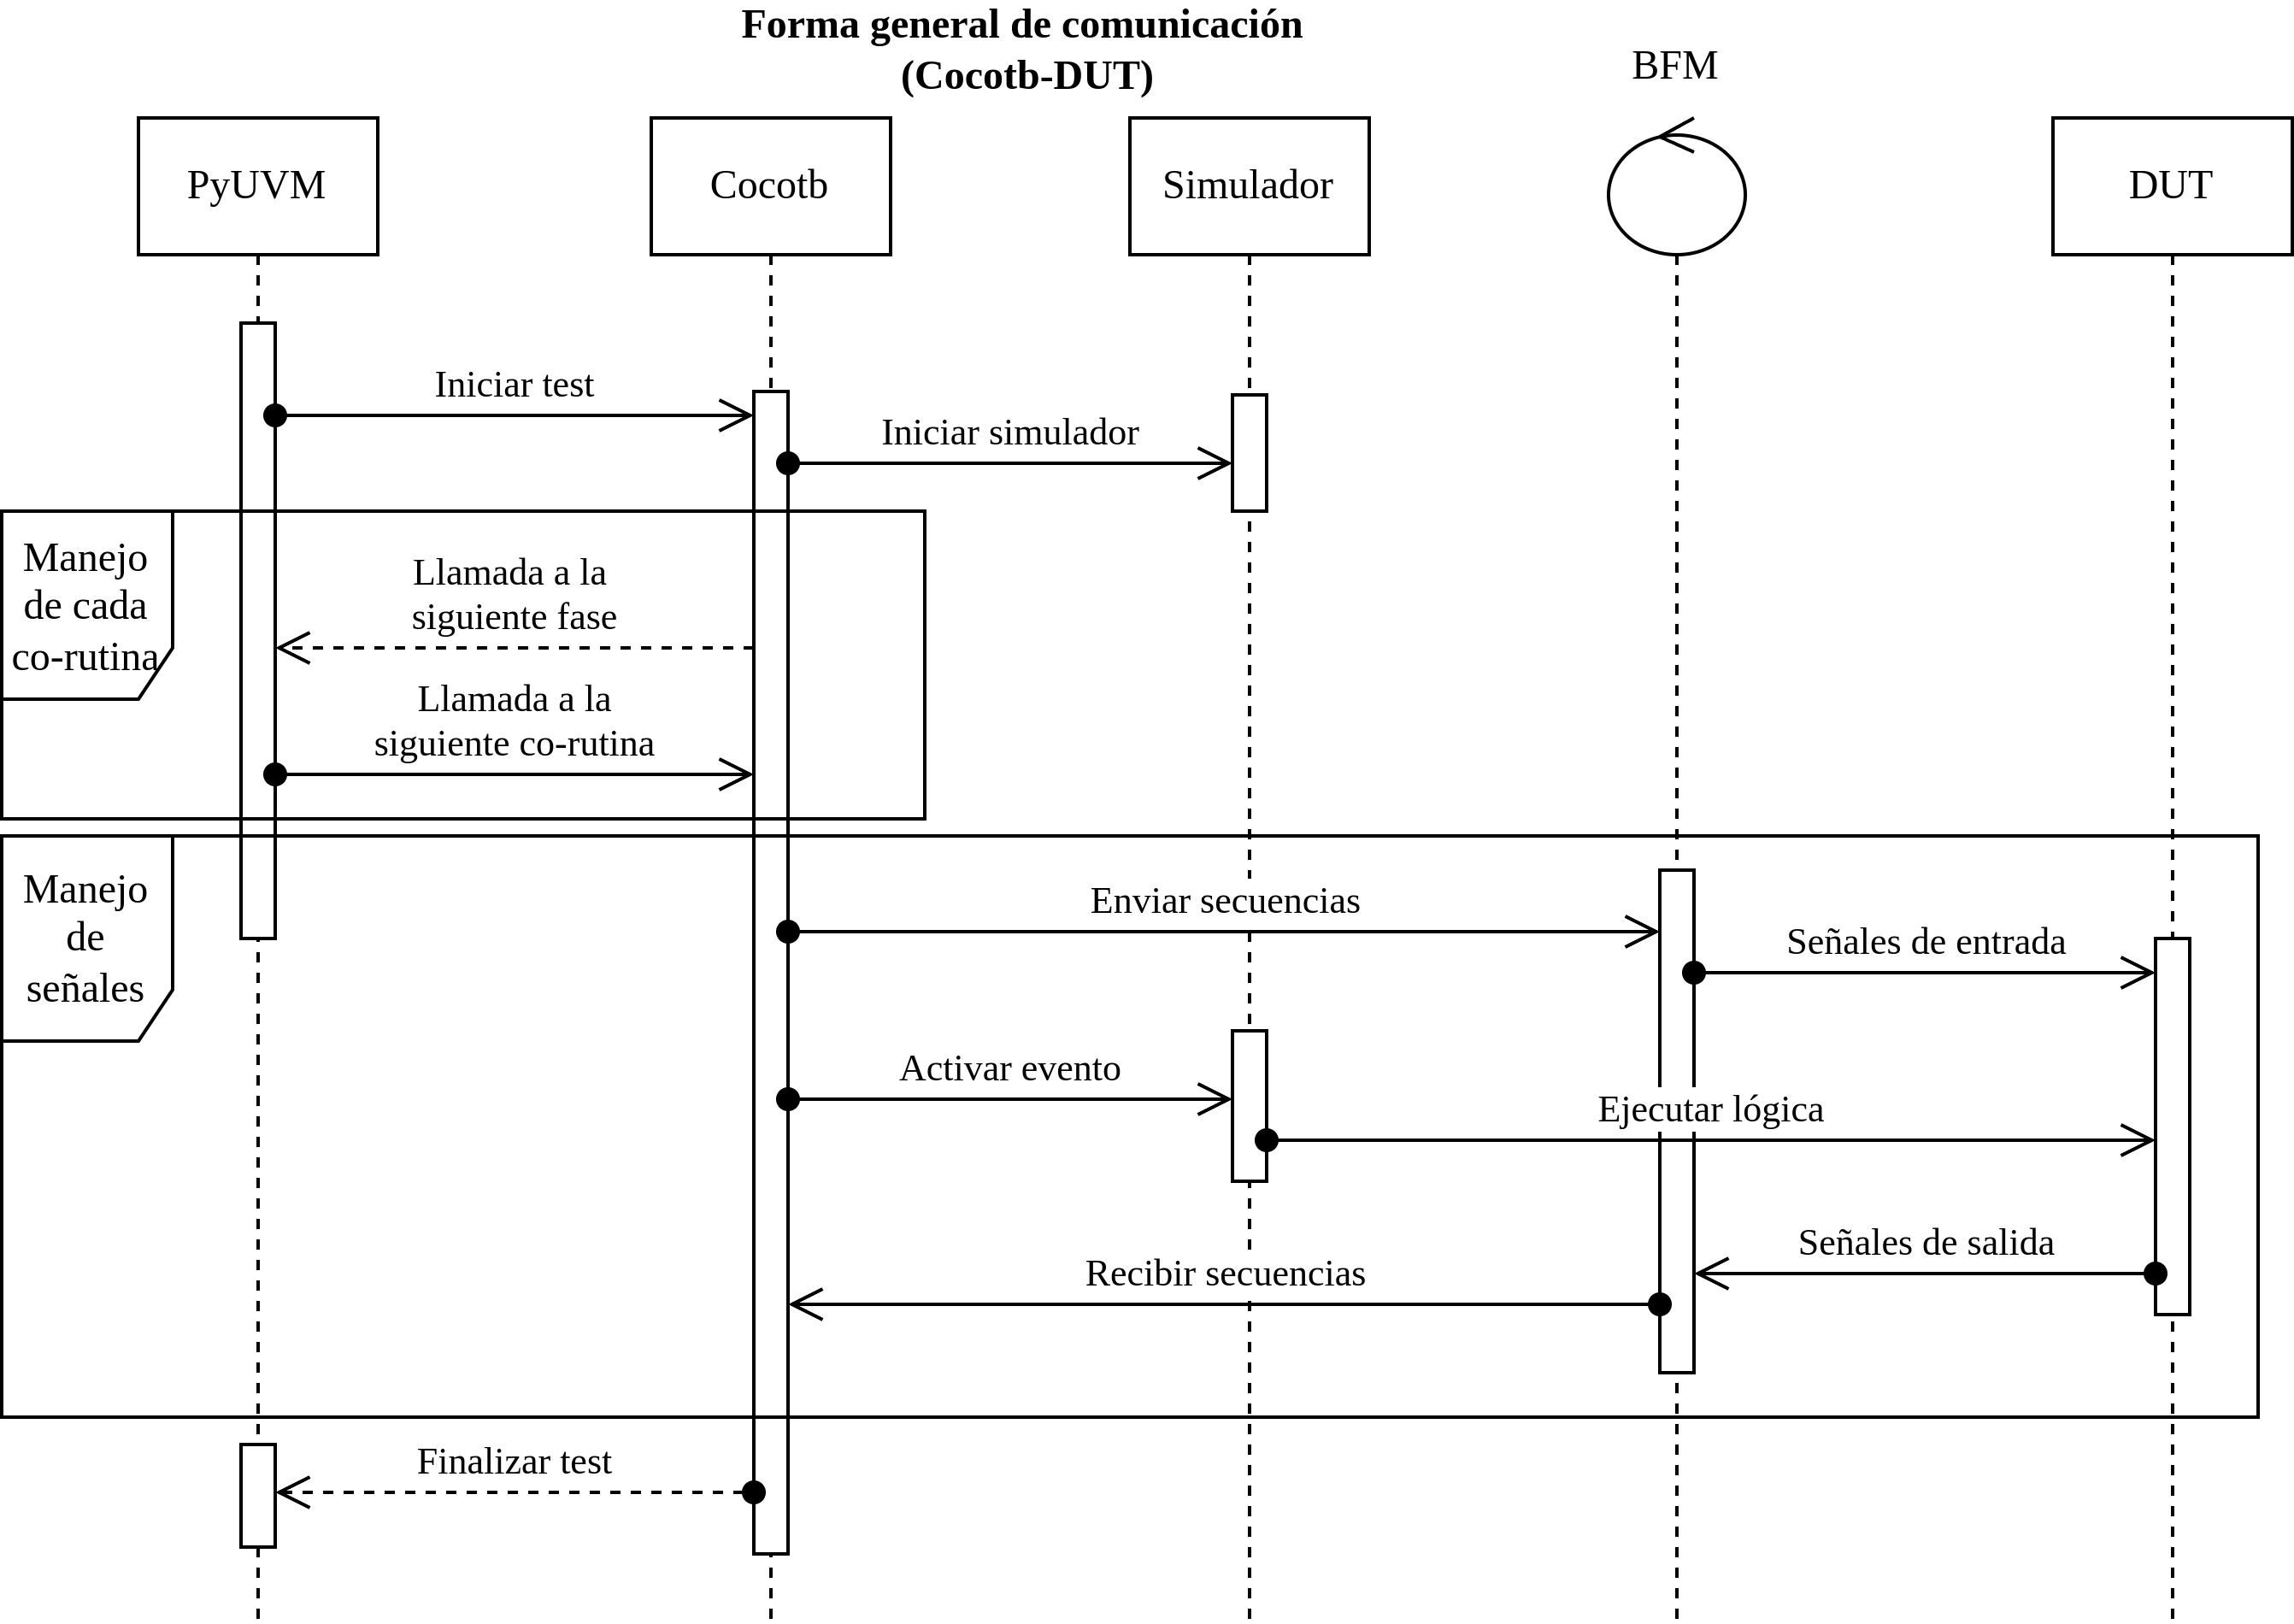 Forma general de comunicación
(Cocotb-DUT)
BFM
PyUVM
Cocotb
Simulador
DUT
Iniciar test
Iniciar simulador
Manejo
de cada
co-rutina
Llamada a la
siguiente fase
Llamada a la
siguiente co-rutina
Manejo
de
señales
Enviar secuencias
Señales de entrada
Activar evento
Ejecutar lógica
Señales de salida
Recibir secuencias
Finalizar test